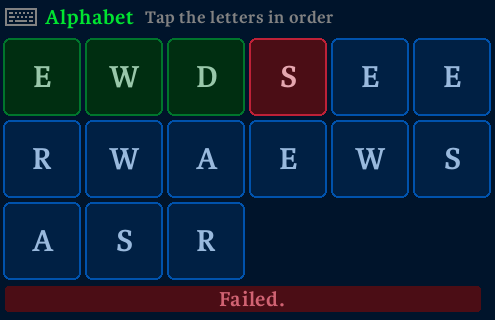 Alphabet Tap the letters in order
E W D S E E
R W A E W S
A S R
Failed.